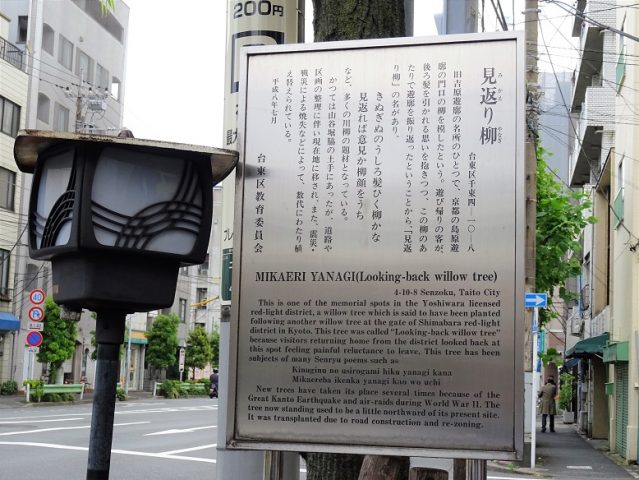 200円
見返り柳
みかえ
やなぎ
台東区千束四-一〇-八
旧吉原遊廓の名所のひとつで、京都の島原遊
廓の門口の柳を模したという。遊び帰りの客が、
後ろ髪を引かれる思いを抱きつつ、この柳のあ
たりで遊廓を振り返ったということから、「見返
り柳」の名があり、
きぬぎぬのうしろ髪ひく柳かな
見返れば意見か柳顔をうち
など、多くの川柳の題材となっている。
かつては山谷堀脇の土手にあったが、道路や
区画の整理に伴い現在地に移され、また、震災・
戦災による焼失などによって、数代にわたり植
え替えられている。
平成八年七月
台東区教育委員会
MIKAERI YANAGI(Looking-back willow tree)
4-10-8 Senzoku, Taito City
This is one of the memorial spots in the Yoshiwara licensed
red-light district, a willow tree which is said to have been planted
following another willow tree at the gate of Shimabara red-light
district in Kyoto. This tree was called "Looking-back willow tree"
because visitors returning home from the district looked back at
this spot feeling painful reluctance to leave. This tree has been
subjects of many Senryu poems such as
Kinuginu no usirogami hiku yanagi kana
Mikaereba ikenka yanagi kao wo uchi
New trees have taken its place several times because of the
Great Kanto Earthquake and air-raids during World War II. The
tree now standing used to be a little northward of its present site.
It was transplanted due to road construction and re-zoning.
40